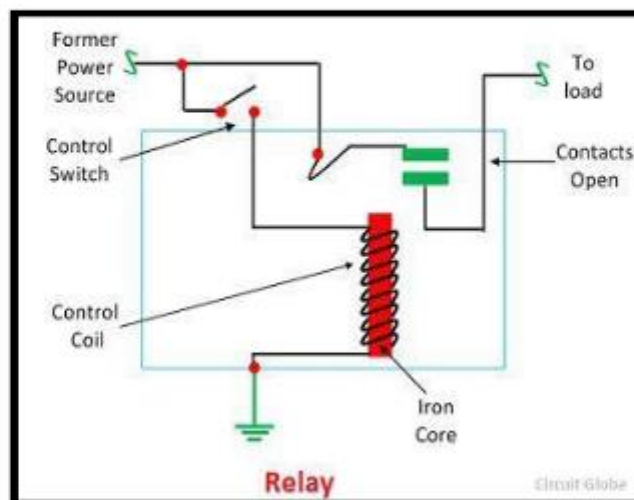 Former
Power
Source
To
load
Control
Switch
Contacts
Open
Control
Coil
Iron
Core
Relay
Circuit Globe